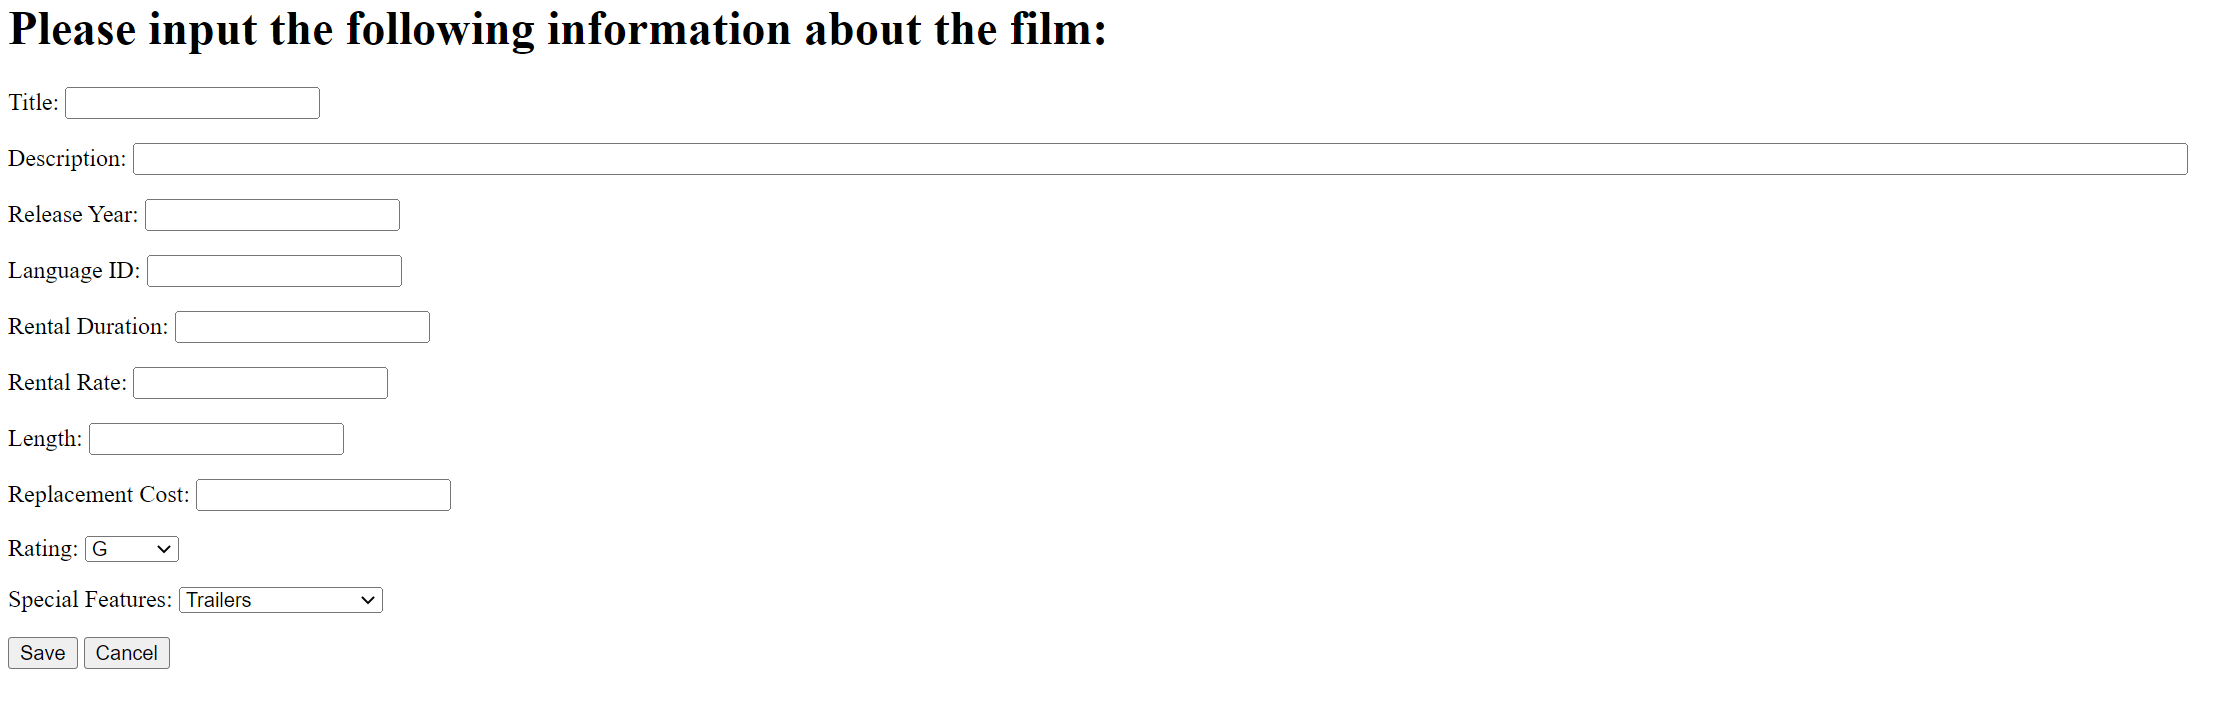 Please input the following information about the film:
Title:
Description:
Release Year:
Language ID:
Rental Duration:
Rental Rate:
Length:
Replacement Cost:
Rating: G
Special Features: Trailers
Save Cancel